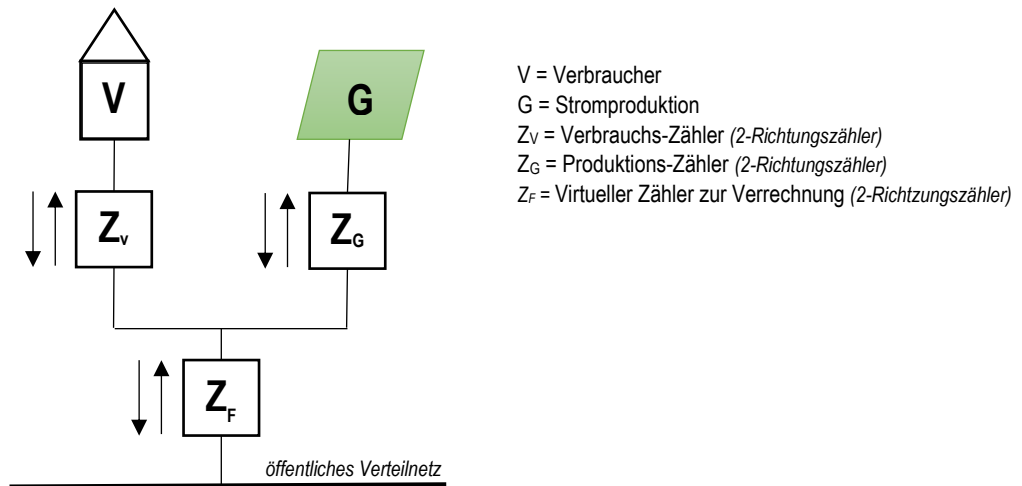 V
G
Zv
ZG
ZF
öffentliches Verteilnetz
V = Verbraucher
G = Stromproduktion
ZV = Verbrauchs-Zähler (2-Richtungszähler)
ZG = Produktions-Zähler (2-Richtungszähler)
ZF = Virtueller Zähler zur Verrechnung (2-Richtzungszähler)